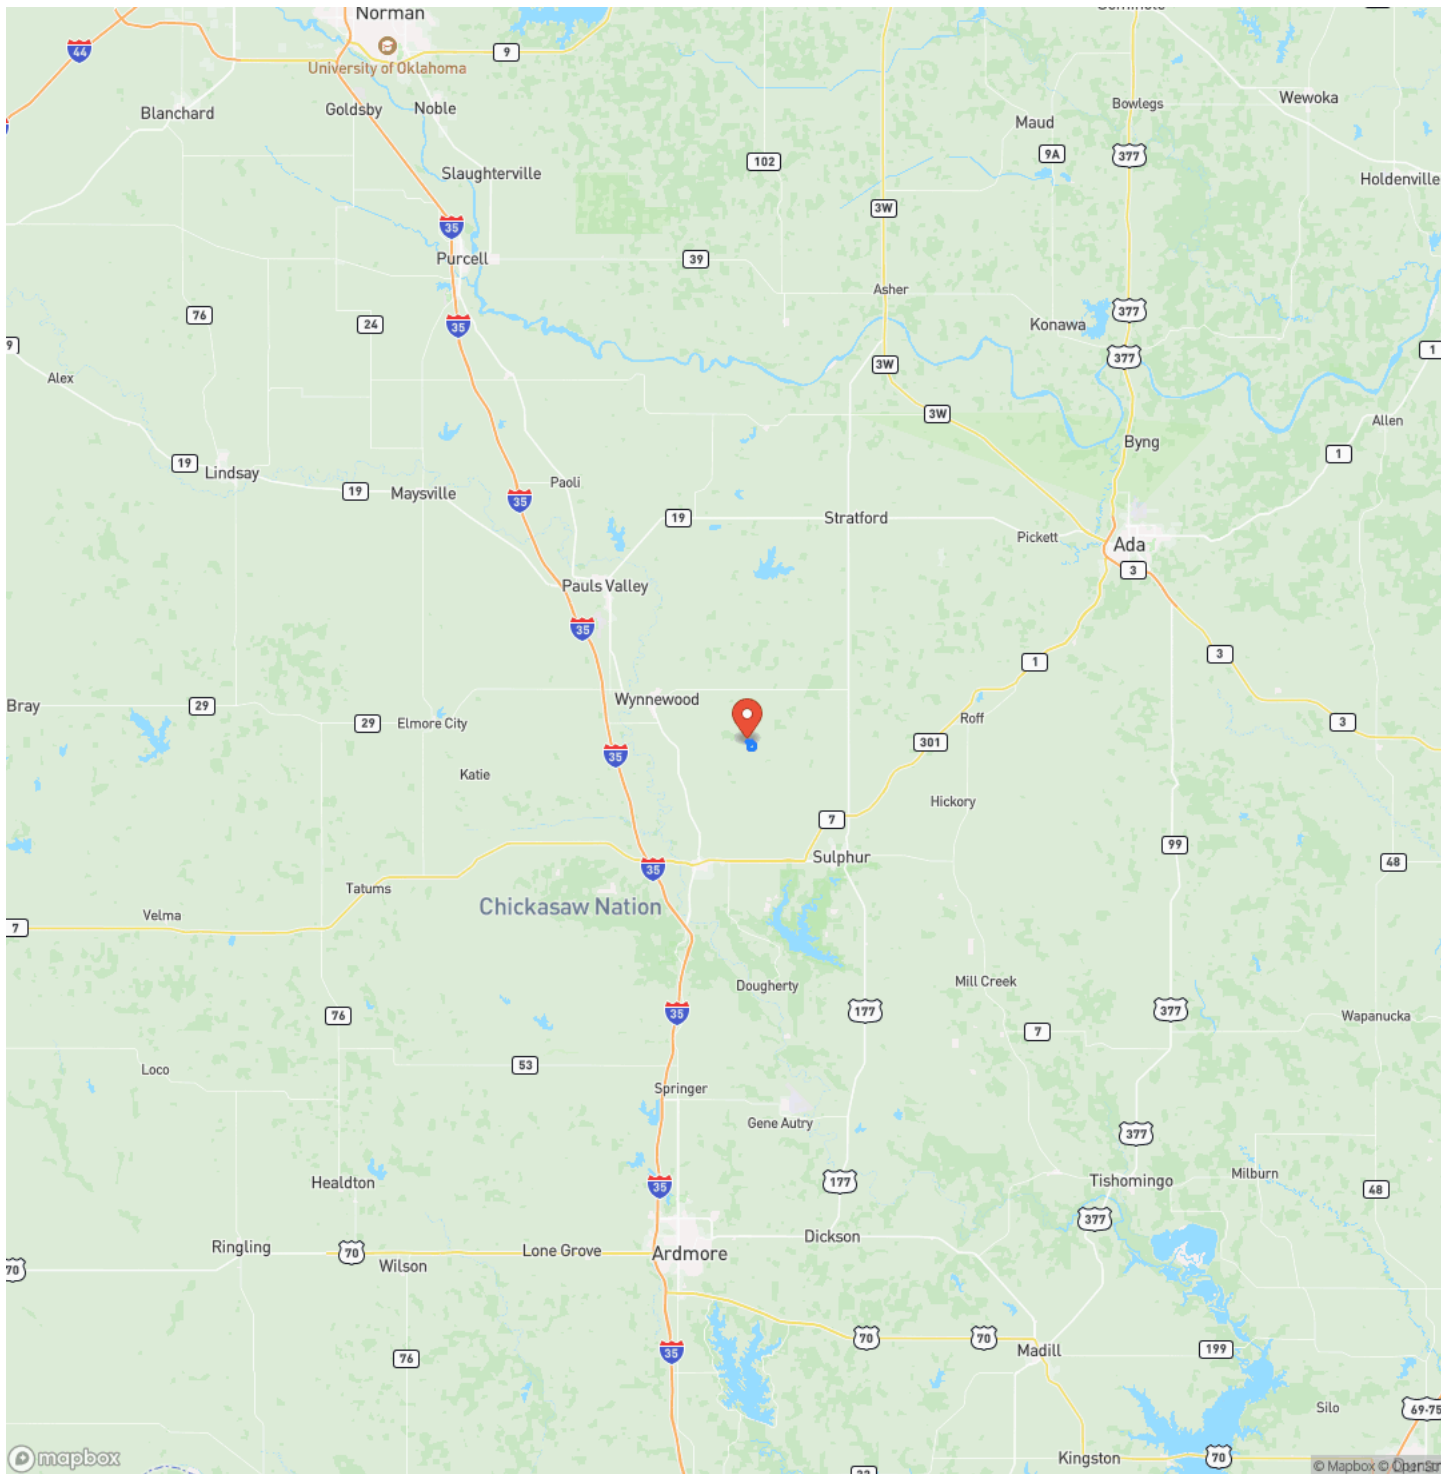 Norman
44
9
University of Oklahoma
Blanchard
Goldsby
Noble
Bowlegs
Wewoka
Maud
102
9A
377
Slaughterville
Holdenville
3W
35
Purcell
39
Asher
76
24
35
Konawa
377
9
377
1
Alex
3W
3W
Allen
Byng
19
Lindsay
1
19
Maysville
Paoli
35
19
Stratford
Pickett
Ada
3
Pauls Valley
35
1
3
Bray
29
Wynnewood
29
Elmore City
Roff
3
301
35
Katie
Hickory
7
99
Sulphur
48
35
Tatums
Chickasaw Nation
Velma
7
Dougherty
Mill Creek
76
35
177
377
Wapanucka
7
53
Loco
Springer
Gene Autry
377
Healdton
35
177
Tishomingo
Milburn
48
377
Dickson
Ringling
70
Lone Grove
Ardmore
70
Wilson
70
70
76
35
Madill
199
Silo
69-75
mapbox
Kingston
70
© Mapbox ©